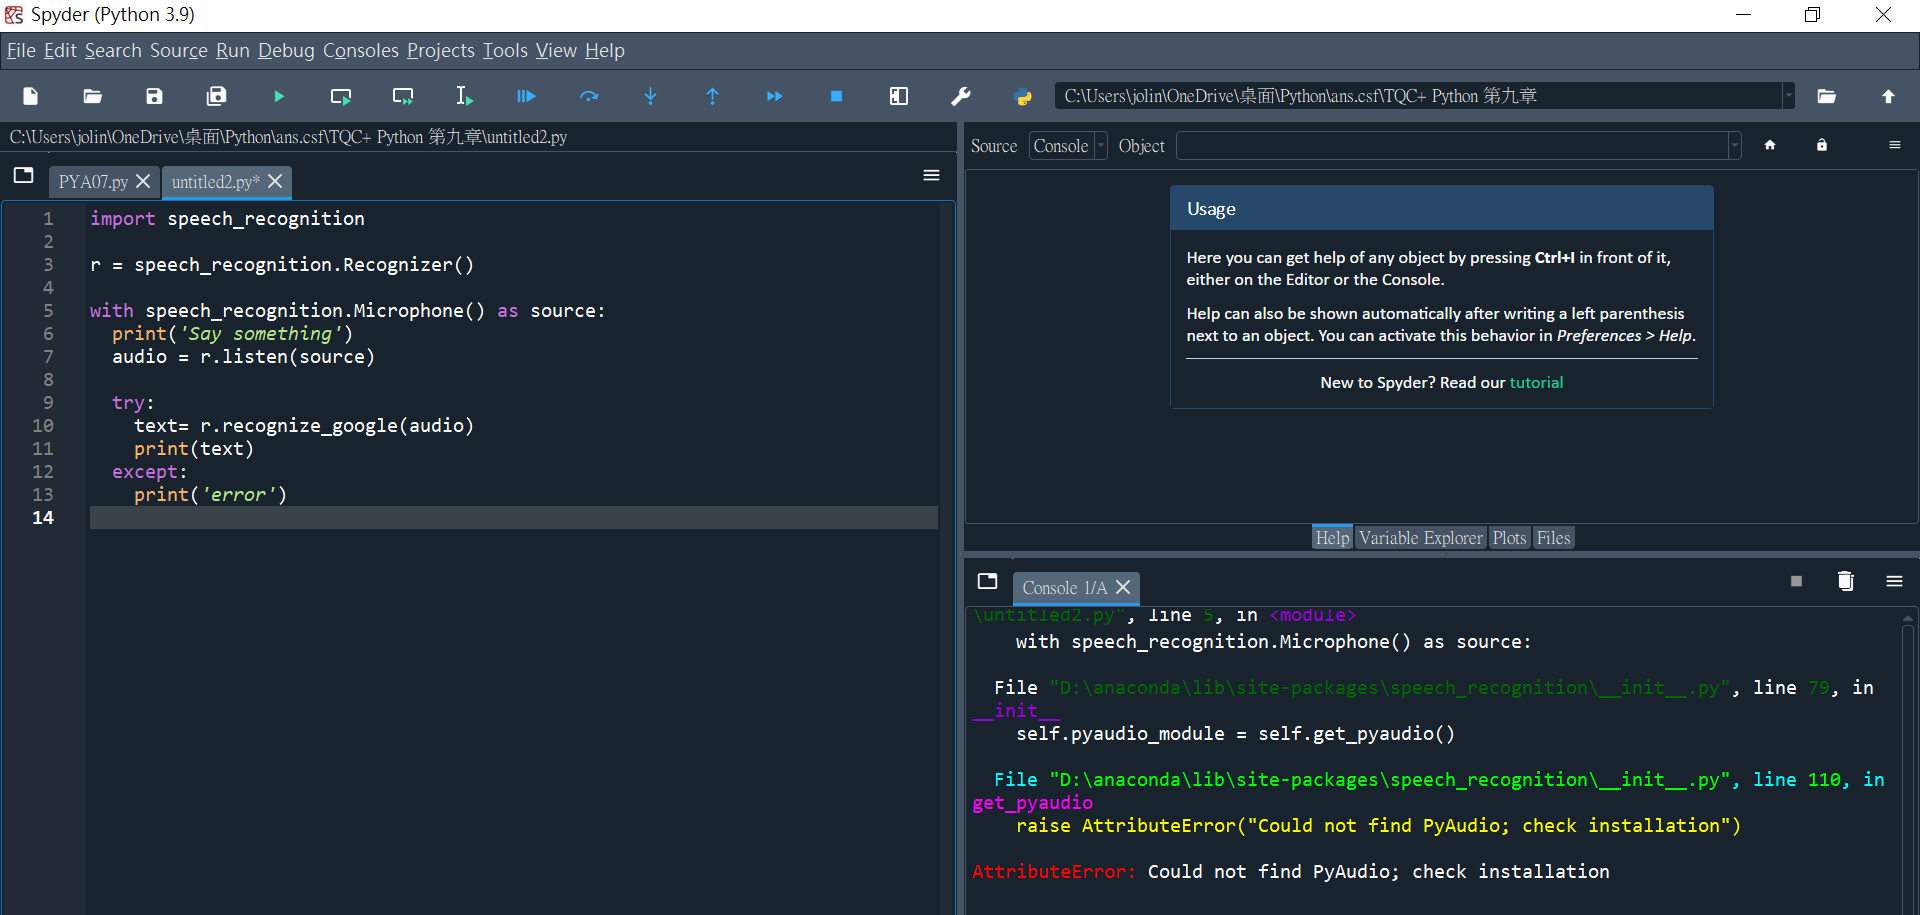 Spyder (Python 3.9)
File Edit Search Source Run Debug Consoles Projects Tools View Help
C:\Users\jolin\OneDrive\桌面\Python\ans.csf\TQC+ Python 第九章
C:\Users\jolin\OneDrive\桌面\Python\ans.csf\TQC+ Python 第九章\untitled2.py
PYA07.py
untitled2.py*
1 import speech_recognition
2
3 r = speech_recognition.Recognizer()
4
5 with speech_recognition.Microphone() as source:
6   print('Say something')
7   audio = r.listen(source)
8
9   try:
10     text= r.recognize_google(audio)
11     print(text)
12   except:
13     print('error')
14
Source Console Object
Usage
Here you can get help of any object by pressing Ctrl+I in front of it,
either on the Editor or the Console.
Help can also be shown automatically after writing a left parenthesis
next to an object. You can activate this behavior in Preferences > Help.
New to Spyder? Read our tutorial
Help Variable Explorer Plots Files
Console 1/A
\untitled2.py", line 5, in <module>
    with speech_recognition.Microphone() as source:
  File "D:\anaconda\lib\site-packages\speech_recognition\__init__.py", line 79, in
__init__
    self.pyaudio_module = self.get_pyaudio()
  File "D:\anaconda\lib\site-packages\speech_recognition\__init__.py", line 110, in
get_pyaudio
    raise AttributeError("Could not find PyAudio; check installation")
AttributeError: Could not find PyAudio; check installation